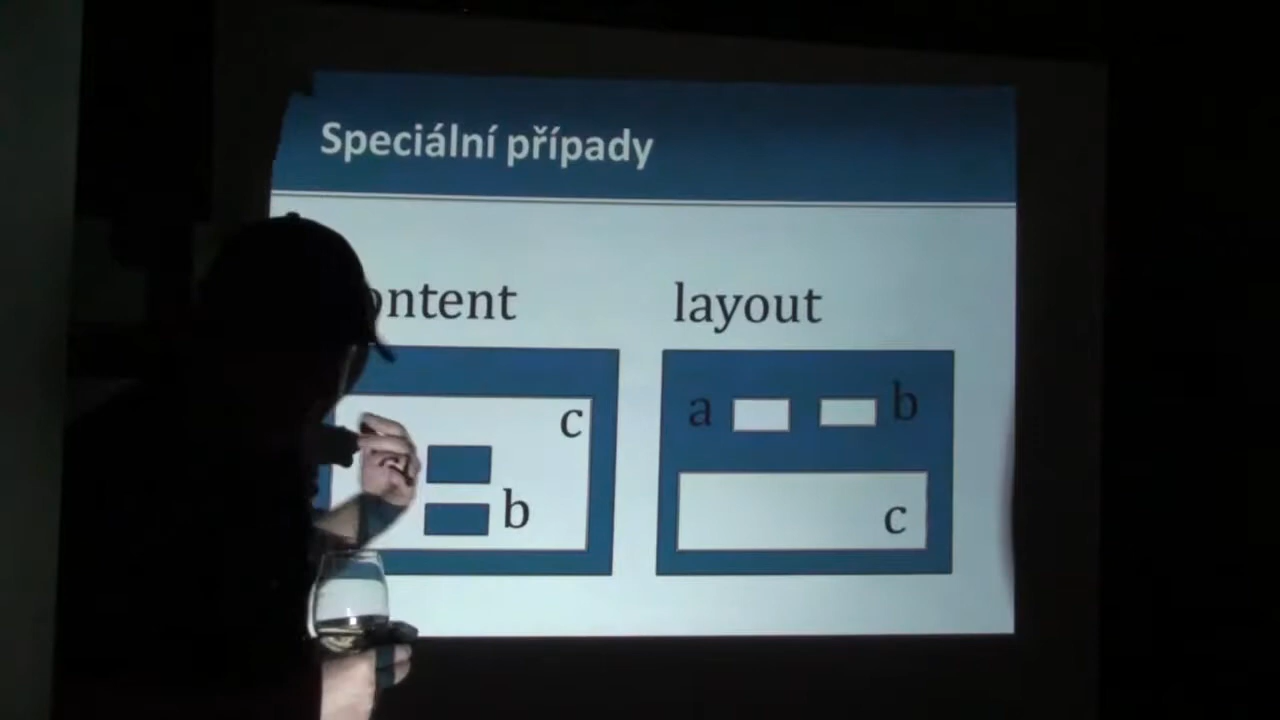 Speciální případy
ontent
layout
c
b
a b
c